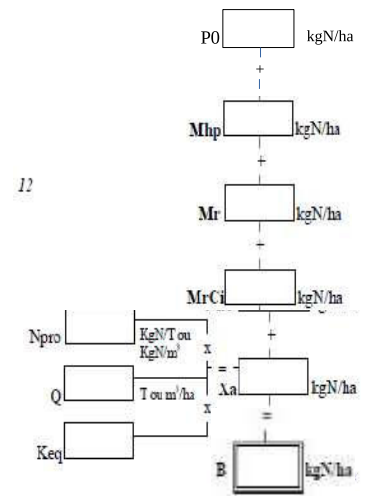 P0 kgN/ha
+
Mhp kgN/ha
+
12
Mr kgN/ha
+
MrCi kgN/ha
Npro KgN/T ou
KgN/m³
x
+
= Xa kgN/ha
Q T ou m³/ha
x
=
Keq
B kgN/ha